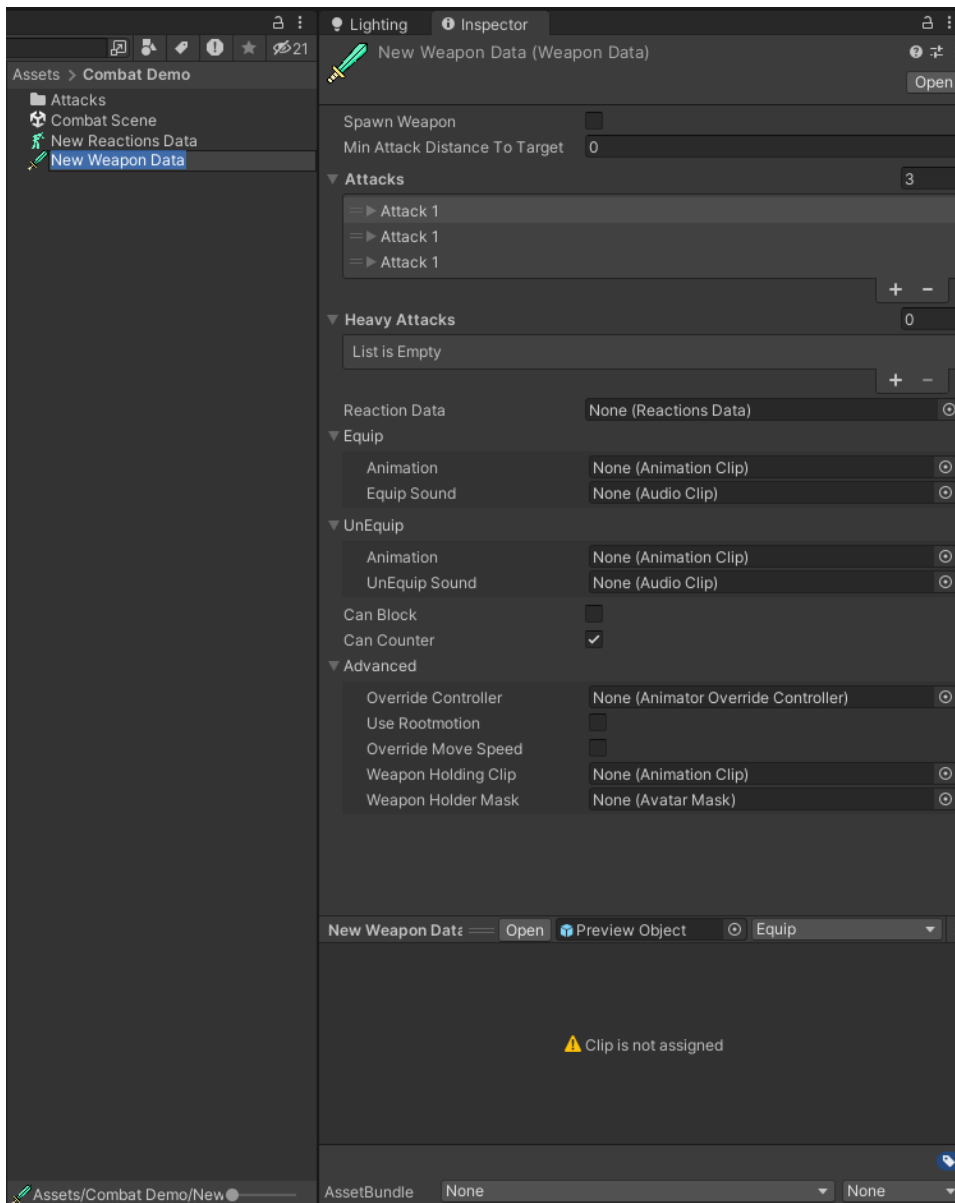 Lighting
Inspector
21
New Weapon Data (Weapon Data)
Open
Assets > Combat Demo
Attacks
Combat Scene
New Reactions Data
New Weapon Data
Spawn Weapon
Min Attack Distance To Target 0
Attacks 3
Attack 1
Attack 1
Attack 1
+ -
Heavy Attacks 0
List is Empty
+ -
Reaction Data None (Reactions Data)
Equip
Animation None (Animation Clip)
Equip Sound None (Audio Clip)
UnEquip
Animation None (Animation Clip)
UnEquip Sound None (Audio Clip)
Can Block
Can Counter
Advanced
Override Controller None (Animator Override Controller)
Use Rootmotion
Override Move Speed
Weapon Holding Clip None (Animation Clip)
Weapon Holder Mask None (Avatar Mask)
New Weapon Data Open Preview Object Equip
Clip is not assigned
Assets/Combat Demo/New
AssetBundle None None